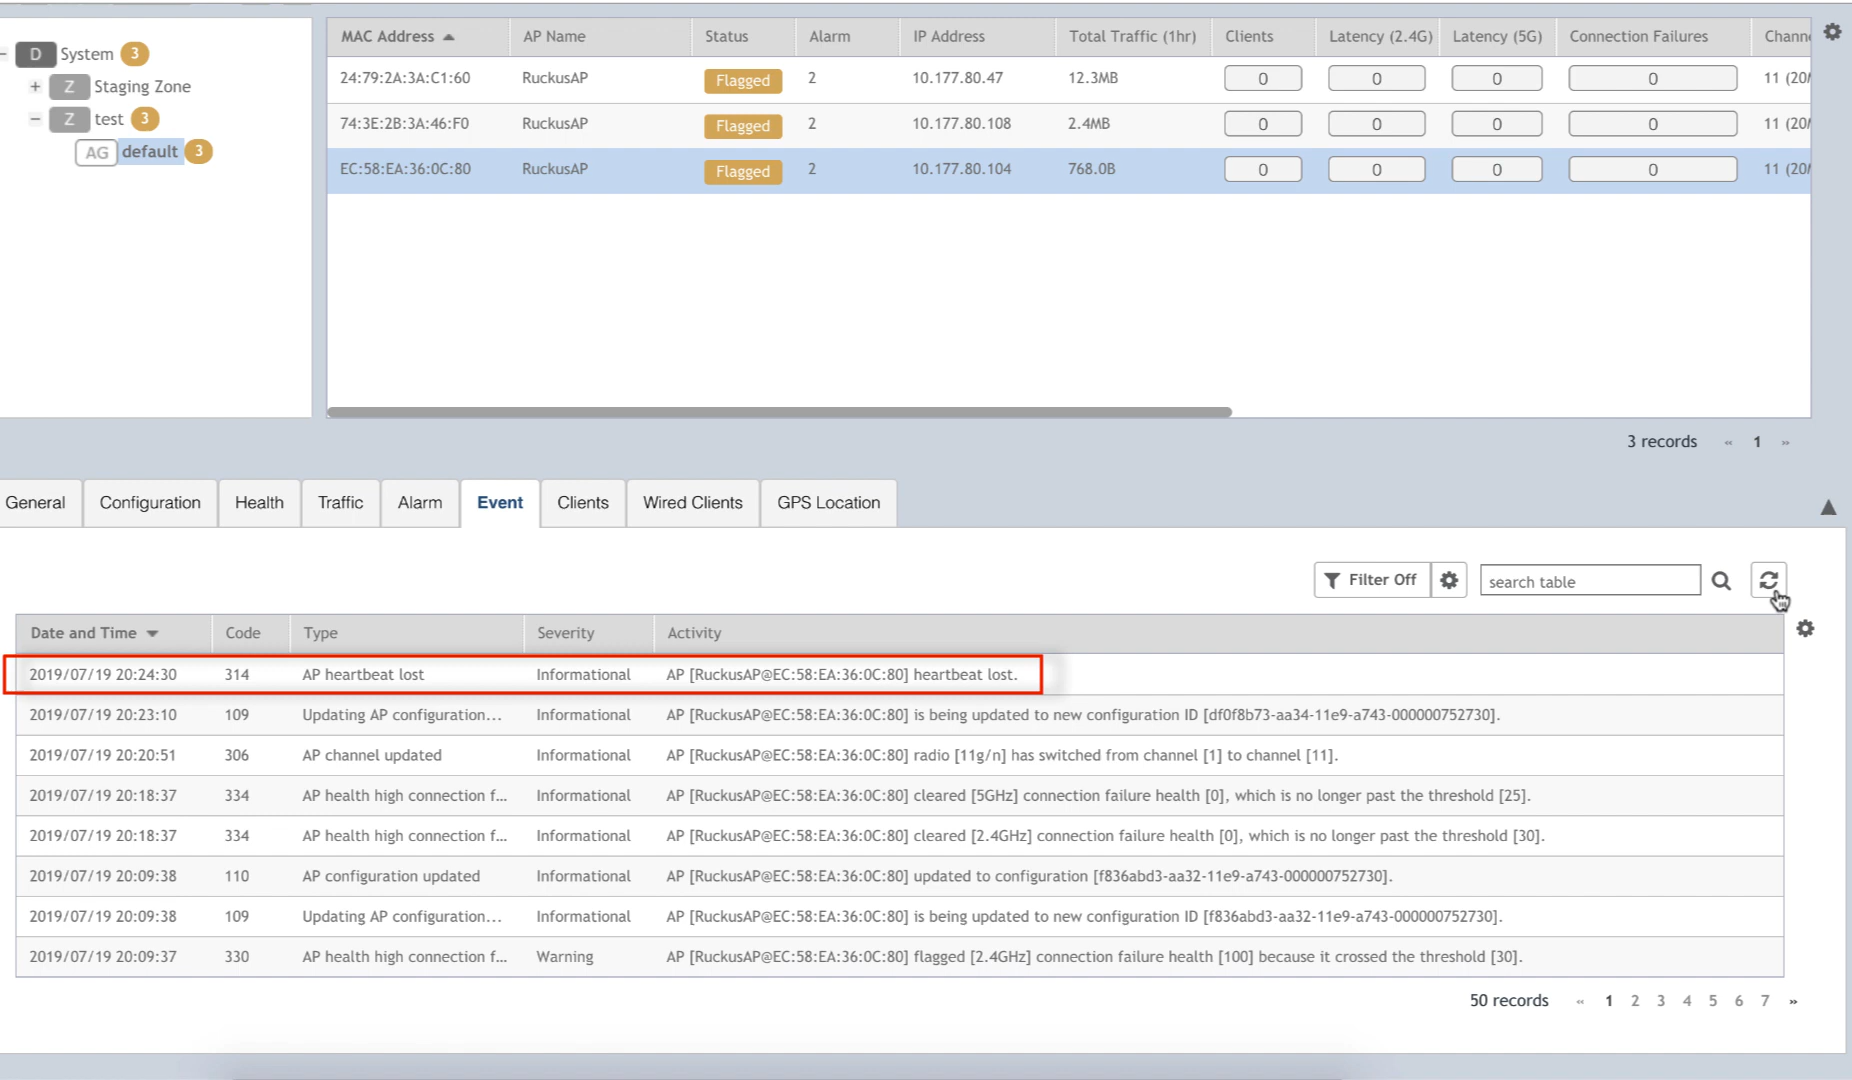 D System 3
+ Z Staging Zone
− Z test 3
AG default 3
MAC Address AP Name Status Alarm IP Address Total Traffic (1hr) Clients Latency (2.4G) Latency (5G) Connection Failures
24:79:2A:3A:C1:60 RuckusAP Flagged 2 10.177.80.47 12.3MB 0 0 0 0 11
74:3E:2B:3A:46:F0 RuckusAP Flagged 2 10.177.80.108 2.4MB 0 0 0 0 11
EC:58:EA:36:0C:80 RuckusAP Flagged 2 10.177.80.104 768.0B 0 0 0 0 11
3 records « 1 »
General Configuration Health Traffic Alarm Event Clients Wired Clients GPS Location
Filter Off search table
Date and Time Code Type Severity Activity
2019/07/19 20:24:30 314 AP heartbeat lost Informational AP [RuckusAP@EC:58:EA:36:0C:80] heartbeat lost.
2019/07/19 20:23:10 109 Updating AP configuration... Informational AP [RuckusAP@EC:58:EA:36:0C:80] is being updated to new configuration ID [df0f8b73-aa34-11e9-a743-000000752730].
2019/07/19 20:20:51 306 AP channel updated Informational AP [RuckusAP@EC:58:EA:36:0C:80] radio [11g/n] has switched from channel [1] to channel [11].
2019/07/19 20:18:37 334 AP health high connection f... Informational AP [RuckusAP@EC:58:EA:36:0C:80] cleared [5GHz] connection failure health [0], which is no longer past the threshold [25].
2019/07/19 20:18:37 334 AP health high connection f... Informational AP [RuckusAP@EC:58:EA:36:0C:80] cleared [2.4GHz] connection failure health [0], which is no longer past the threshold [30].
2019/07/19 20:09:38 110 AP configuration updated Informational AP [RuckusAP@EC:58:EA:36:0C:80] updated to configuration [f836abd3-aa32-11e9-a743-000000752730].
2019/07/19 20:09:38 109 Updating AP configuration... Informational AP [RuckusAP@EC:58:EA:36:0C:80] is being updated to new configuration ID [f836abd3-aa32-11e9-a743-000000752730].
2019/07/19 20:09:37 330 AP health high connection f... Warning AP [RuckusAP@EC:58:EA:36:0C:80] flagged [2.4GHz] connection failure health [100] because it crossed the threshold [30].
50 records « 1 2 3 4 5 6 7 »